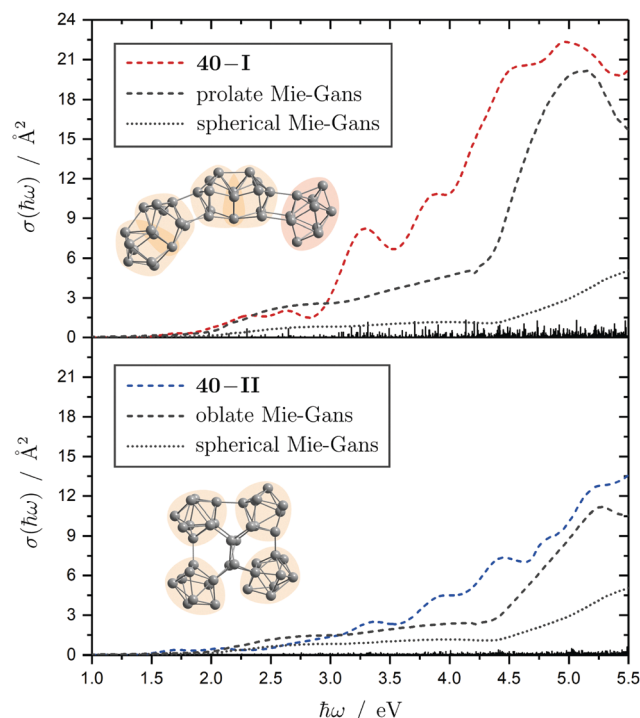 24
21
18
15
12
9
6
3
0
σ(ħω) / Å²
40−I
prolate Mie-Gans
spherical Mie-Gans
21
18
15
12
9
6
3
0
σ(ħω) / Å²
40−II
oblate Mie-Gans
spherical Mie-Gans
1.0 1.5 2.0 2.5 3.0 3.5 4.0 4.5 5.0 5.5
ħω / eV